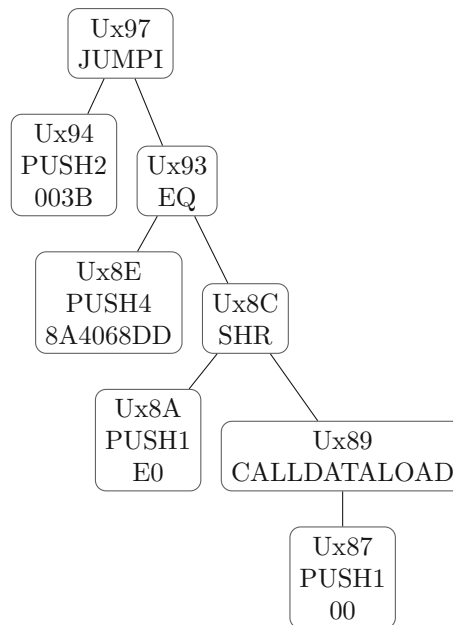 Ux97
JUMPI
Ux94
PUSH2
003B
Ux93
EQ
Ux8E
PUSH4
8A4068DD
Ux8C
SHR
Ux8A
PUSH1
E0
Ux89
CALLDATALOAD
Ux87
PUSH1
00